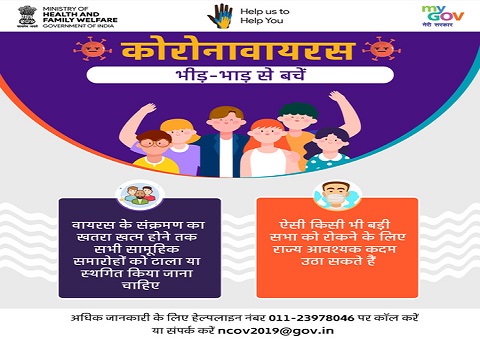 MINISTRY OF
HEALTH AND
FAMILY WELFARE
GOVERNMENT OF INDIA
Help us to
Help You
my
GOV
मेरी सरकार
कोरोनावायरस
भीड़-भाड़ से बचें
वायरस के संक्रमण का
खतरा खत्म होने तक
सभी सामूहिक
समारोहों को टाला या
स्थगित किया जाना
चाहिए
ऐसी किसी भी बड़ी
सभा को रोकने के लिए
राज्य आवश्यक कदम
उठा सकते हैं
अधिक जानकारी के लिए हेल्पलाइन नंबर 011-23978046 पर कॉल करें
या संपर्क करें ncov2019@gov.in